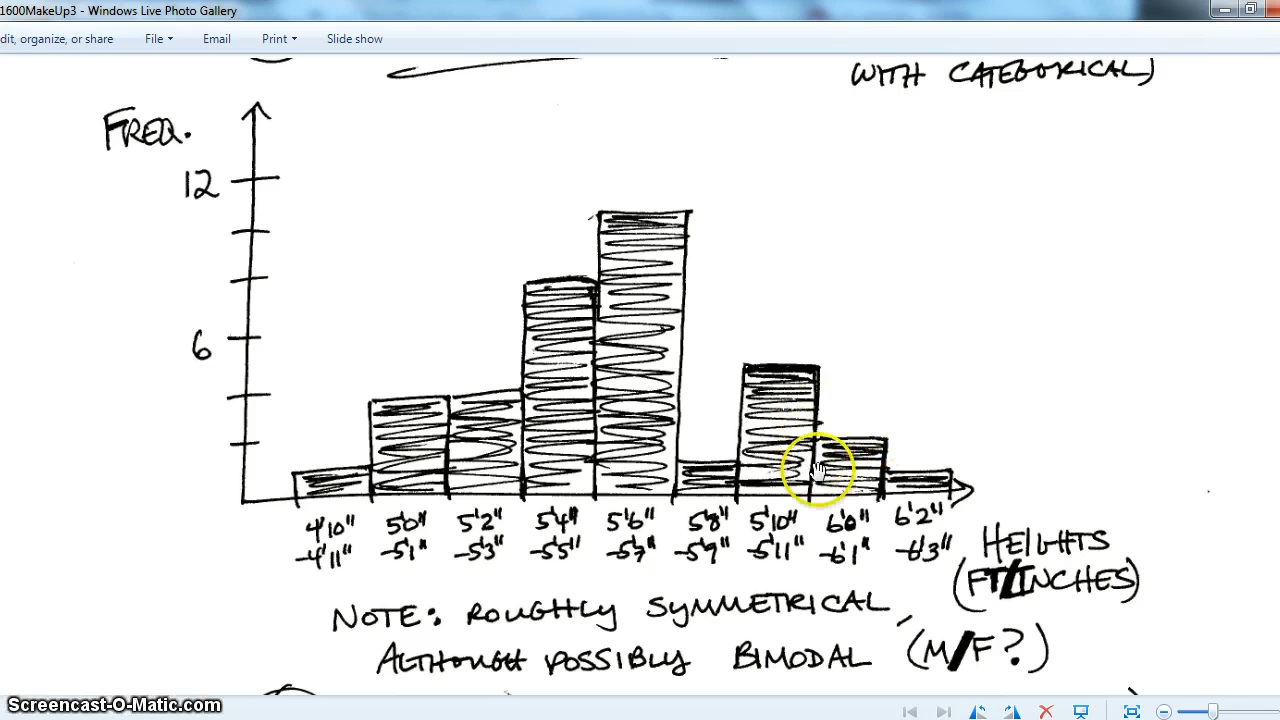 1600MakeUp3 - Windows Live Photo Gallery
dit, organize, or share File Email Print Slide show
WITH CATEGORICAL)
FREQ.
12
6
4'10" 5'0" 5'2" 5'4" 5'6" 5'8" 5'10" 6'0" 6'2"
-4'11" -5'1" -5'3" -5'5" -5'7" -5'9" -5'11" -6'1" -6'3"
HEIGHTS
(FT/INCHES)
NOTE: ROUGHLY SYMMETRICAL,
ALTHOUGH POSSIBLY BIMODAL (M/F?)
Screencast-O-Matic.com